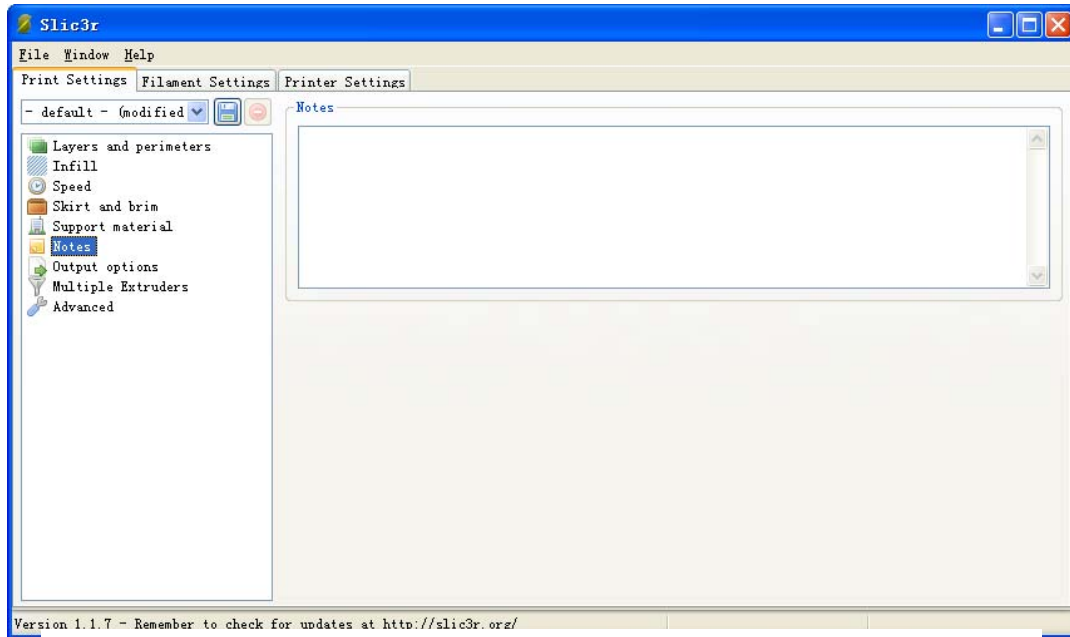 Slic3r
File Window Help
Print Settings Filament Settings Printer Settings
- default - (modified
Notes
Layers and perimeters
Infill
Speed
Skirt and brim
Support material
Notes
Output options
Multiple Extruders
Advanced
Version 1.1.7 - Remember to check for updates at http://slic3r.org/